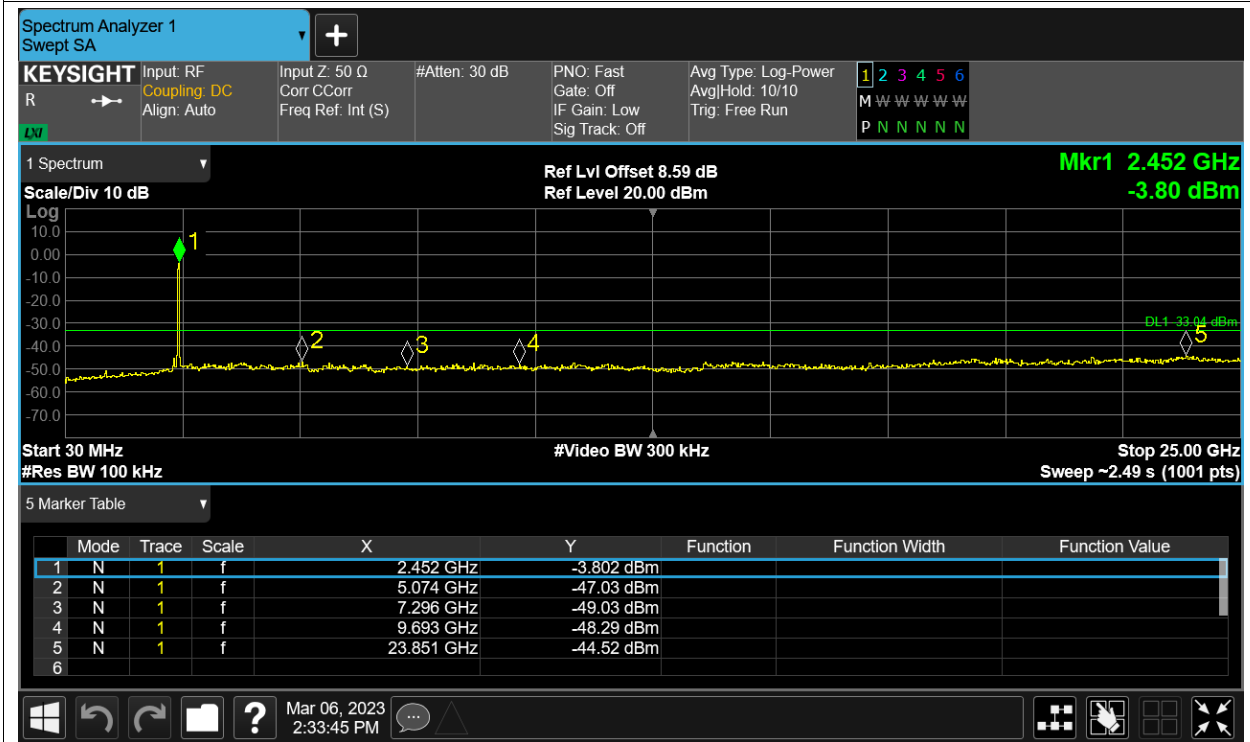 Spectrum Analyzer 1
Swept SA
+
KEYSIGHT
R
LXI
Input: RF
Coupling: DC
Align: Auto
Input Z: 50 Ω
Corr CCorr
Freq Ref: Int (S)
#Atten: 30 dB
PNO: Fast
Gate: Off
IF Gain: Low
Sig Track: Off
Avg Type: Log-Power
Avg|Hold: 10/10
Trig: Free Run
1 2 3 4 5 6
M W W W W W
P N N N N N
1 Spectrum
Scale/Div 10 dB
Ref Lvl Offset 8.59 dB
Ref Level 20.00 dBm
Mkr1 2.452 GHz
-3.80 dBm
Log
10.0
0.00
-10.0
-20.0
-30.0
-40.0
-50.0
-60.0
-70.0
1
2
3
4
5
DL1 -33.04 dBm
Start 30 MHz
#Res BW 100 kHz
#Video BW 300 kHz
Stop 25.00 GHz
Sweep ~2.49 s (1001 pts)
5 Marker Table
Mode Trace Scale X Y Function Function Width Function Value
1 N 1 f 2.452 GHz -3.802 dBm
2 N 1 f 5.074 GHz -47.03 dBm
3 N 1 f 7.296 GHz -49.03 dBm
4 N 1 f 9.693 GHz -48.29 dBm
5 N 1 f 23.851 GHz -44.52 dBm
6
?
Mar 06, 2023
2:33:45 PM